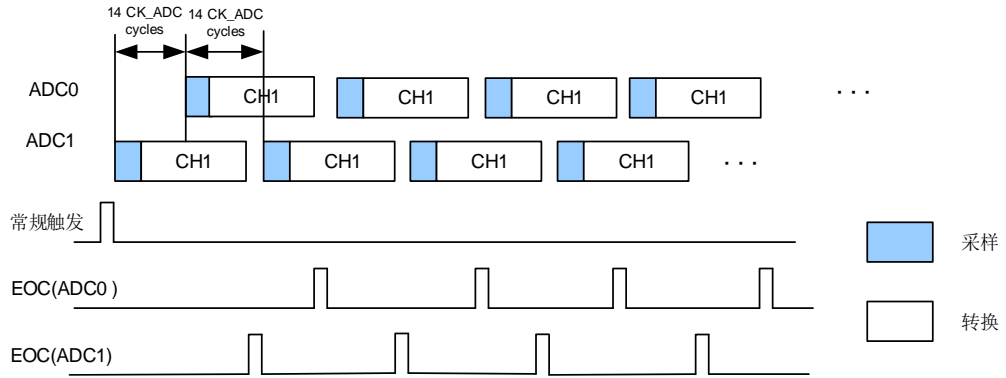 14 CK_ADC
cycles
14 CK_ADC
cycles
ADC0
CH1
CH1
CH1
CH1
. . .
ADC1
CH1
CH1
CH1
CH1
. . .
常规触发
采样
EOC(ADC0 )
转换
EOC(ADC1)